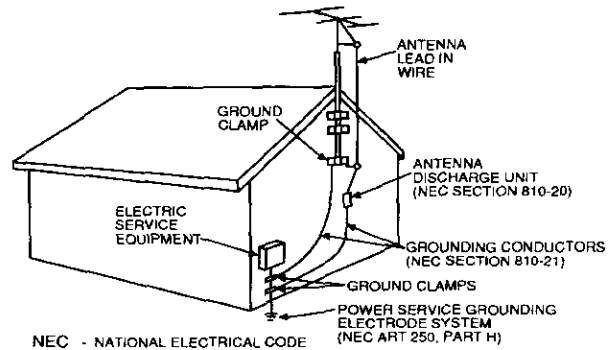 ANTENNA
LEAD IN
WIRE
GROUND
CLAMP
ANTENNA
DISCHARGE UNIT
(NEC SECTION 810-20)
ELECTRIC
SERVICE
EQUIPMENT
GROUNDING CONDUCTORS
(NEC SECTION 810-21)
GROUND CLAMPS
POWER SERVICE GROUNDING
ELECTRODE SYSTEM
(NEC ART 250, PART H)
NEC - NATIONAL ELECTRICAL CODE